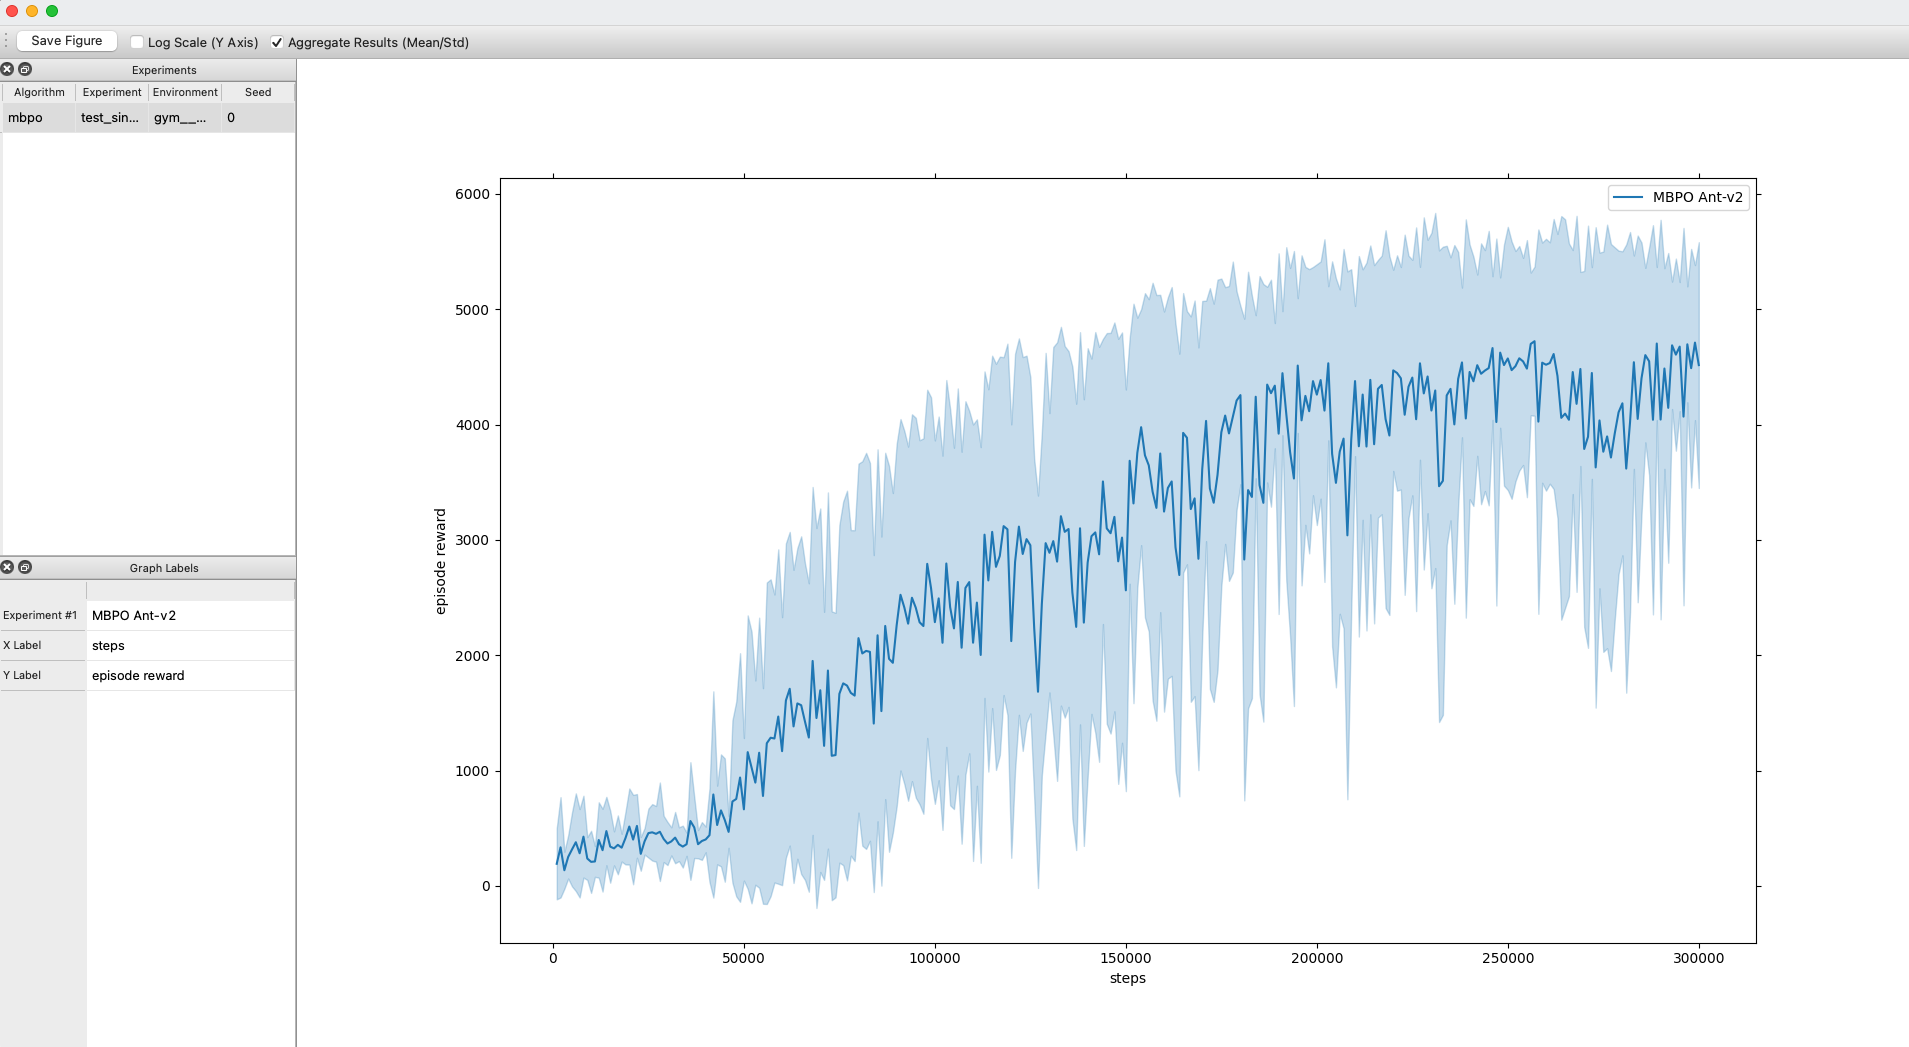 Save Figure Log Scale (Y Axis) Aggregate Results (Mean/Std)
Experiments
Algorithm Experiment Environment Seed
mbpo test_sin... gym__... 0
Graph Labels
Experiment #1 MBPO Ant-v2
X Label steps
Y Label episode reward
MBPO Ant-v2
episode reward
6000
5000
4000
3000
2000
1000
0
0 50000 100000 150000 200000 250000 300000
steps